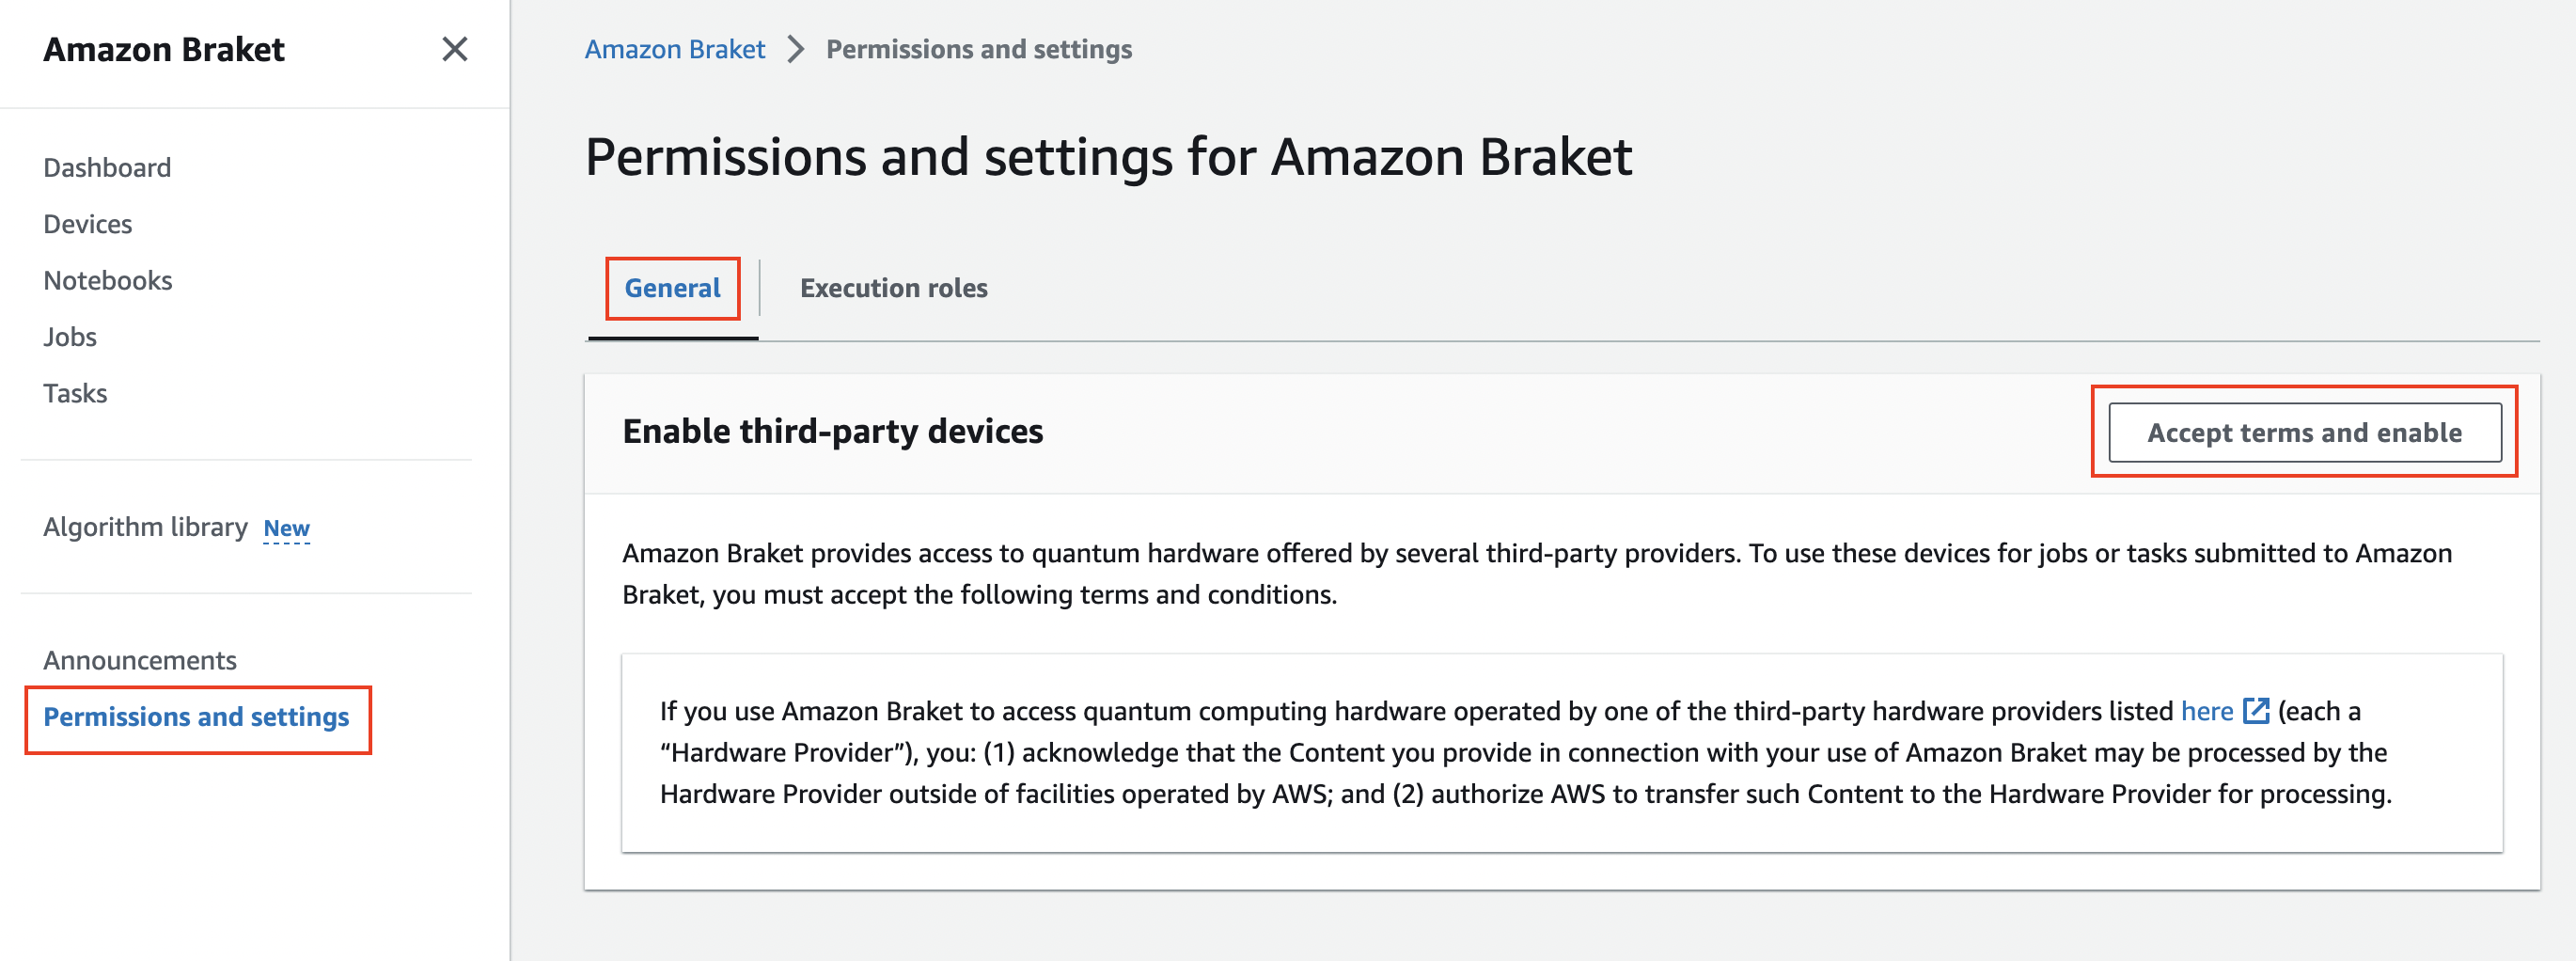 Amazon Braket
Dashboard
Devices
Notebooks
Jobs
Tasks
Algorithm library New
Announcements
Permissions and settings
Amazon Braket > Permissions and settings
Permissions and settings for Amazon Braket
General
Execution roles
Enable third-party devices
Accept terms and enable
Amazon Braket provides access to quantum hardware offered by several third-party providers. To use these devices for jobs or tasks submitted to Amazon
Braket, you must accept the following terms and conditions.
If you use Amazon Braket to access quantum computing hardware operated by one of the third-party hardware providers listed here (each a
“Hardware Provider”), you: (1) acknowledge that the Content you provide in connection with your use of Amazon Braket may be processed by the
Hardware Provider outside of facilities operated by AWS; and (2) authorize AWS to transfer such Content to the Hardware Provider for processing.